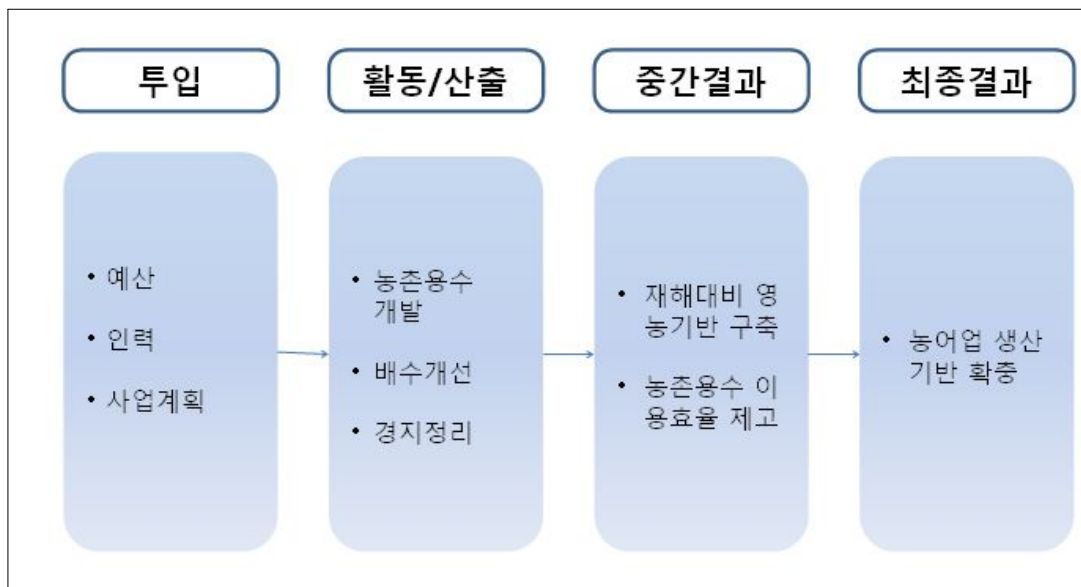 투입
활동/산출
중간결과
최종결과
• 예산
• 인력
• 사업계획
• 농촌용수
개발
• 배수개선
• 경지정리
• 재해대비 영
농기반 구축
• 농촌용수 이
용효율 제고
• 농어업 생산
기반 확충